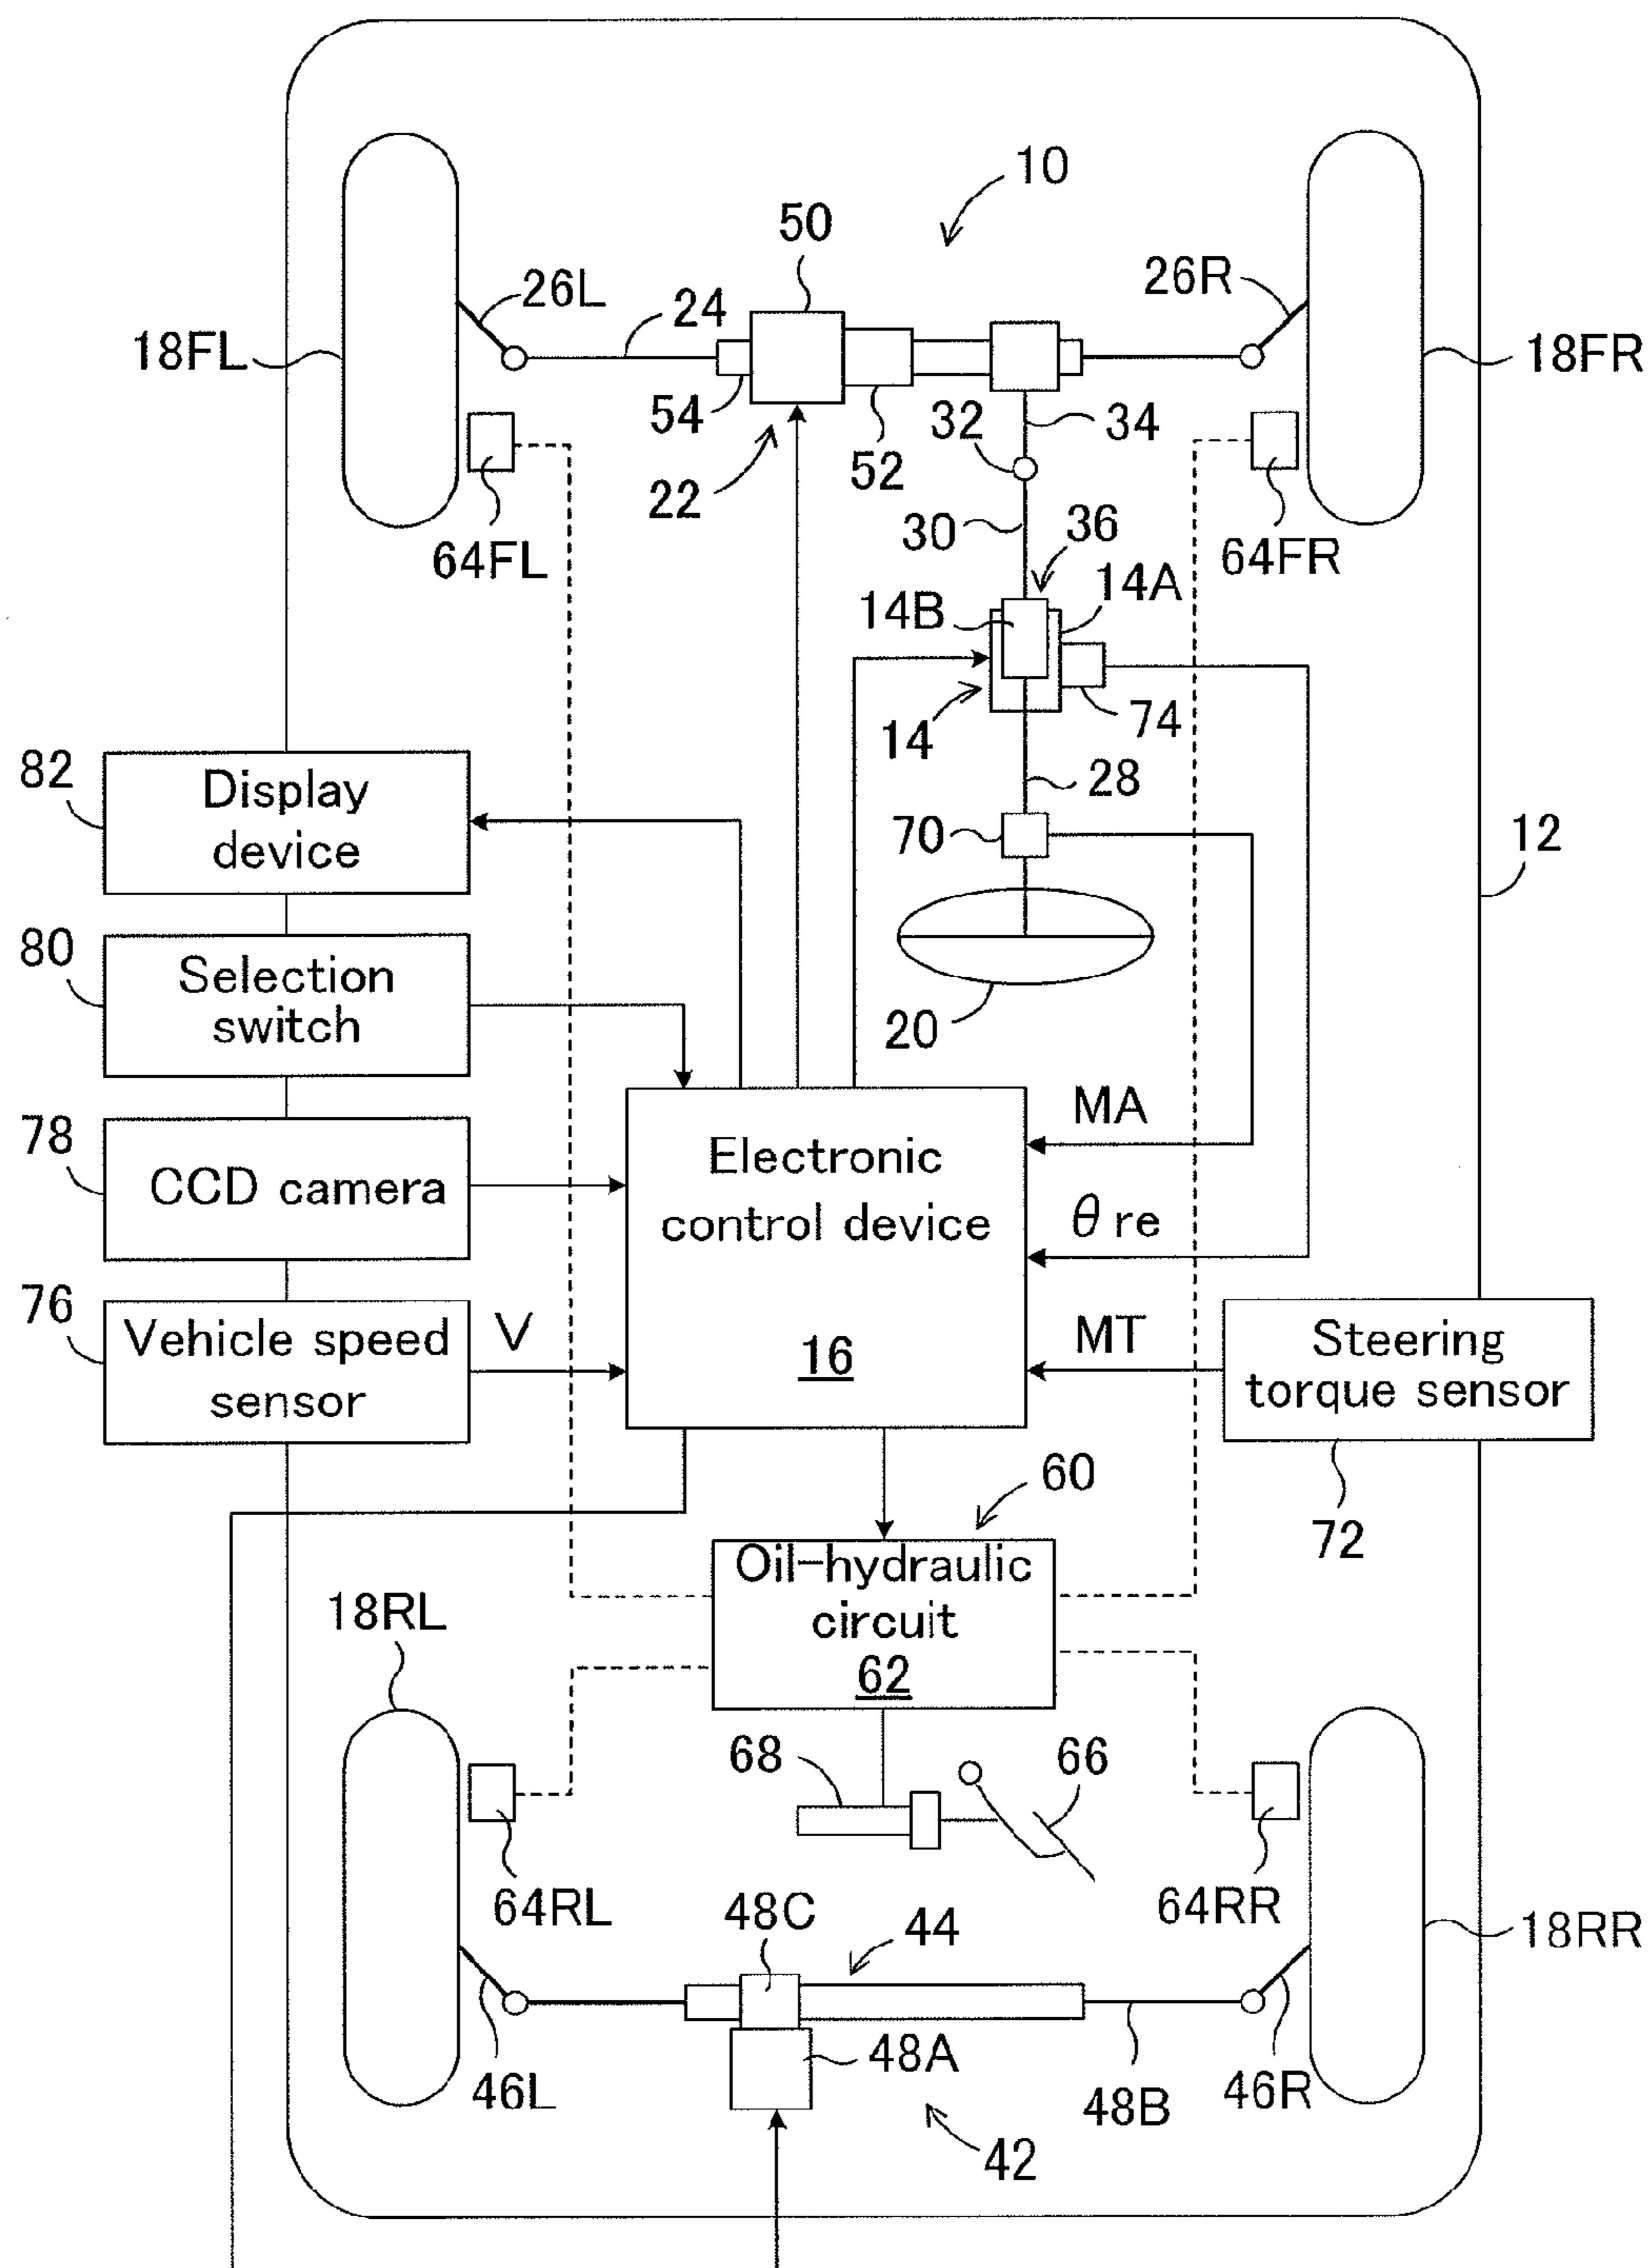 10
50
26L
26R
24
18FL
18FR
54
32
34
52
22
30
36
64FL
64FR
14B
14A
14
74
82
Display
device
28
70
12
80
Selection
switch
20
MA
78
CCD camera
Electronic
control device
θre
76
Vehicle speed
sensor
V
16
MT
Steering
torque sensor
60
72
Oil-hydraulic
circuit
62
18RL
68
66
64RL
48C
44
64RR
18RR
48A
46L
48B
46R
42